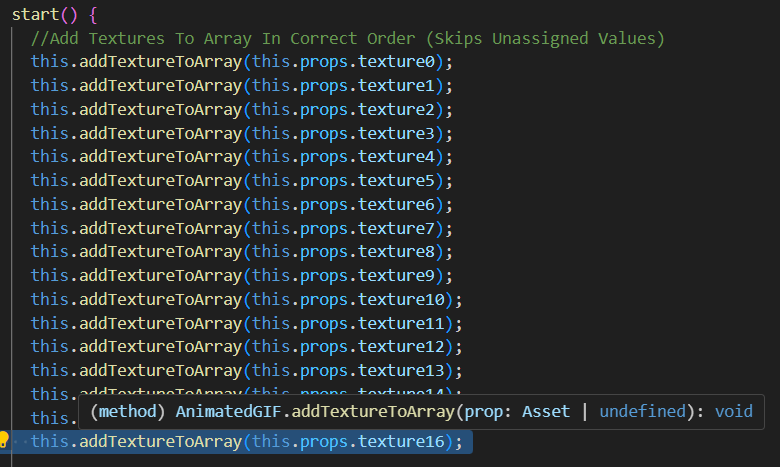 start() {
//Add Textures To Array In Correct Order (Skips Unassigned Values)
this.addTextureToArray(this.props.texture0);
this.addTextureToArray(this.props.texture1);
this.addTextureToArray(this.props.texture2);
this.addTextureToArray(this.props.texture3);
this.addTextureToArray(this.props.texture4);
this.addTextureToArray(this.props.texture5);
this.addTextureToArray(this.props.texture6);
this.addTextureToArray(this.props.texture7);
this.addTextureToArray(this.props.texture8);
this.addTextureToArray(this.props.texture9);
this.addTextureToArray(this.props.texture10);
this.addTextureToArray(this.props.texture11);
this.addTextureToArray(this.props.texture12);
this.addTextureToArray(this.props.texture13);
this.addTextureToArray(this.props.texture14);
(method) AnimatedGIF.addTextureToArray(prop: Asset | undefined): void
this.
this.addTextureToArray(this.props.texture16);